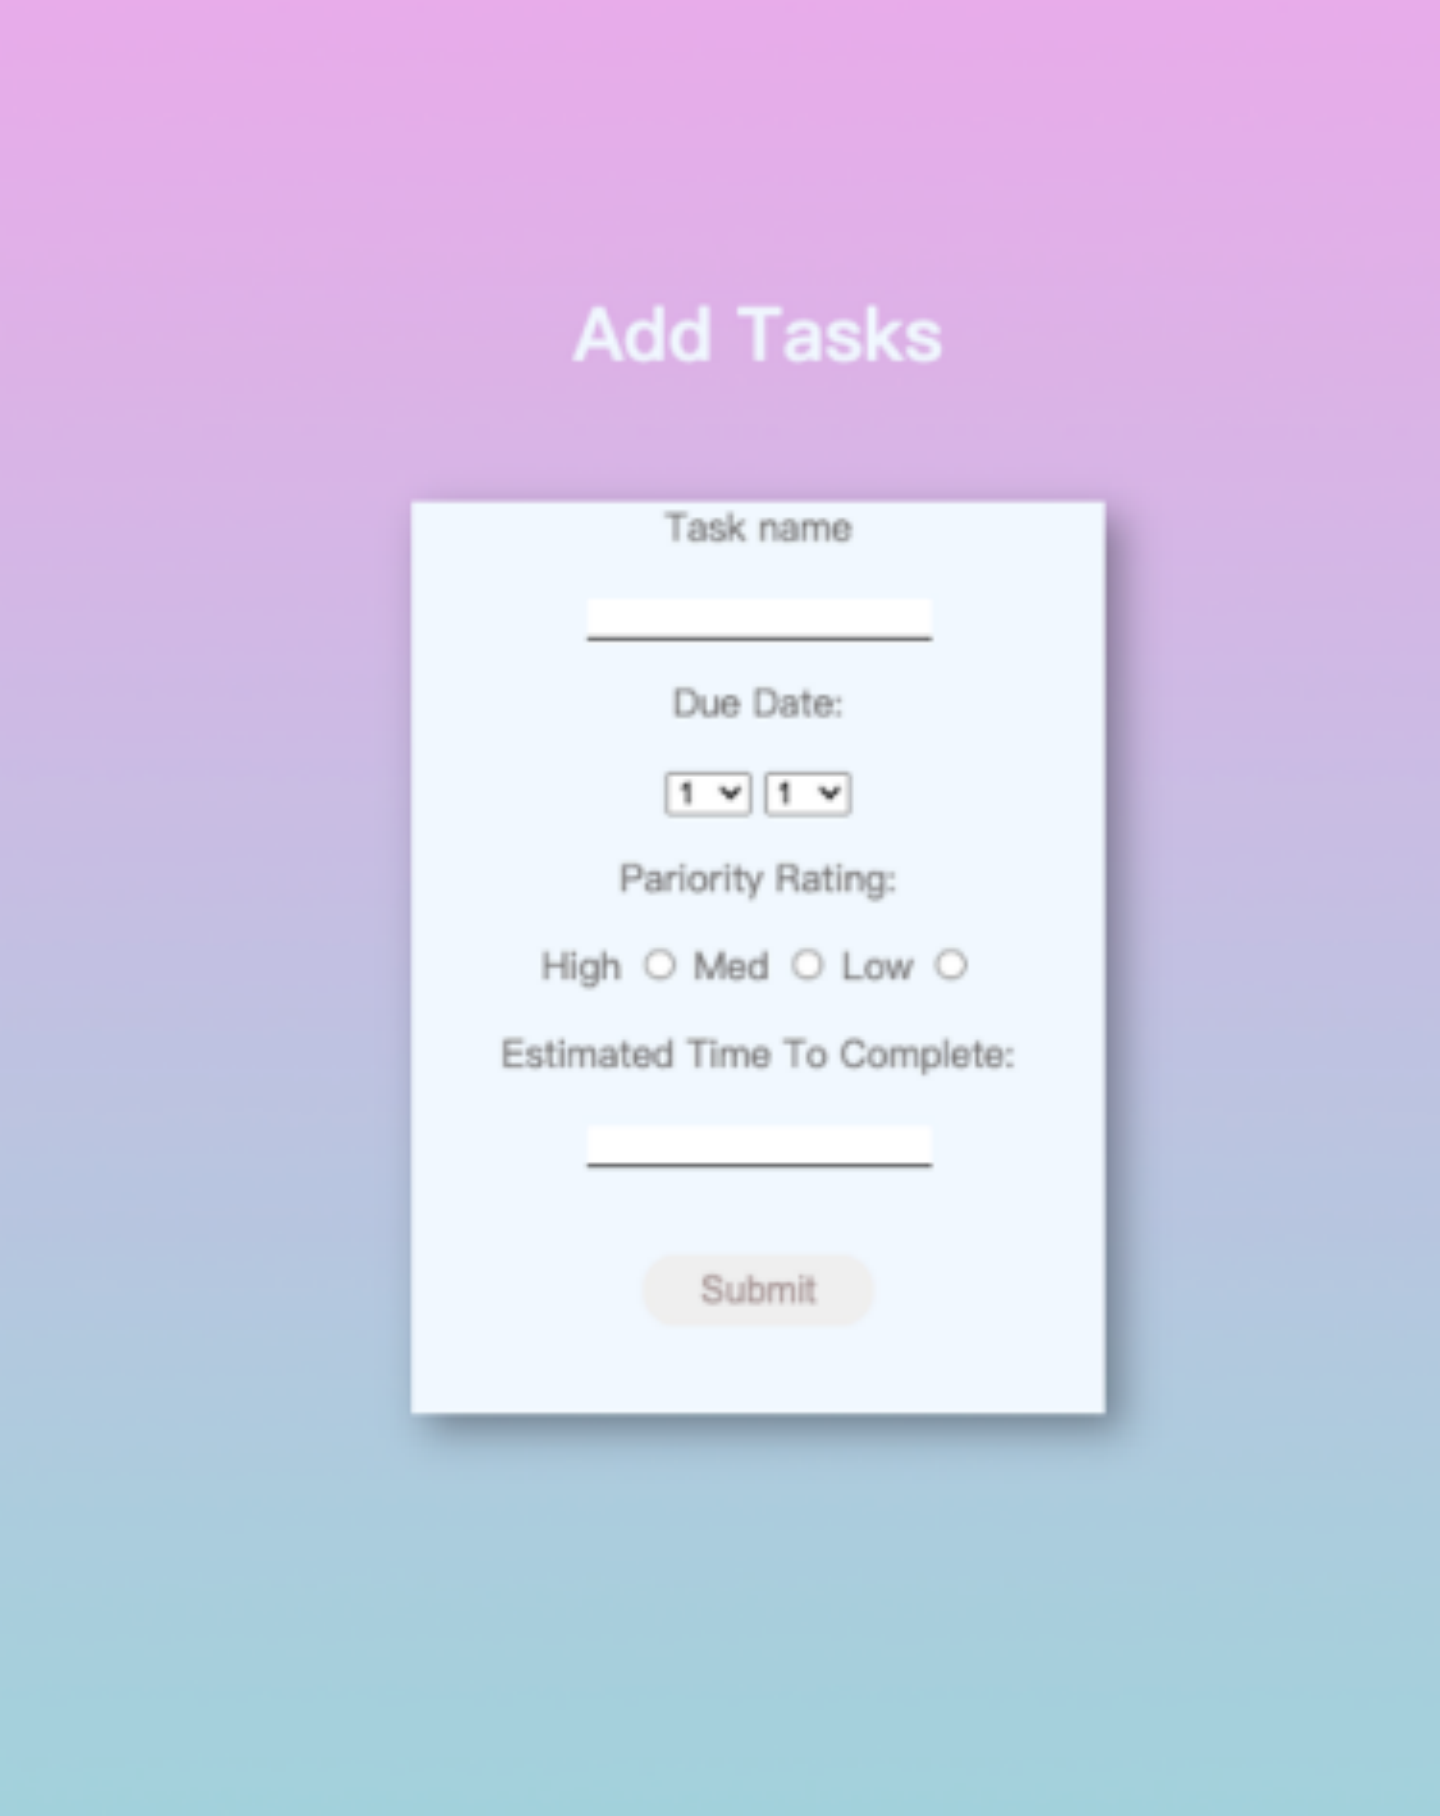 Add Tasks
Task name
Due Date:
1 1
Pariority Rating:
High Med Low
Estimated Time To Complete:
Submit